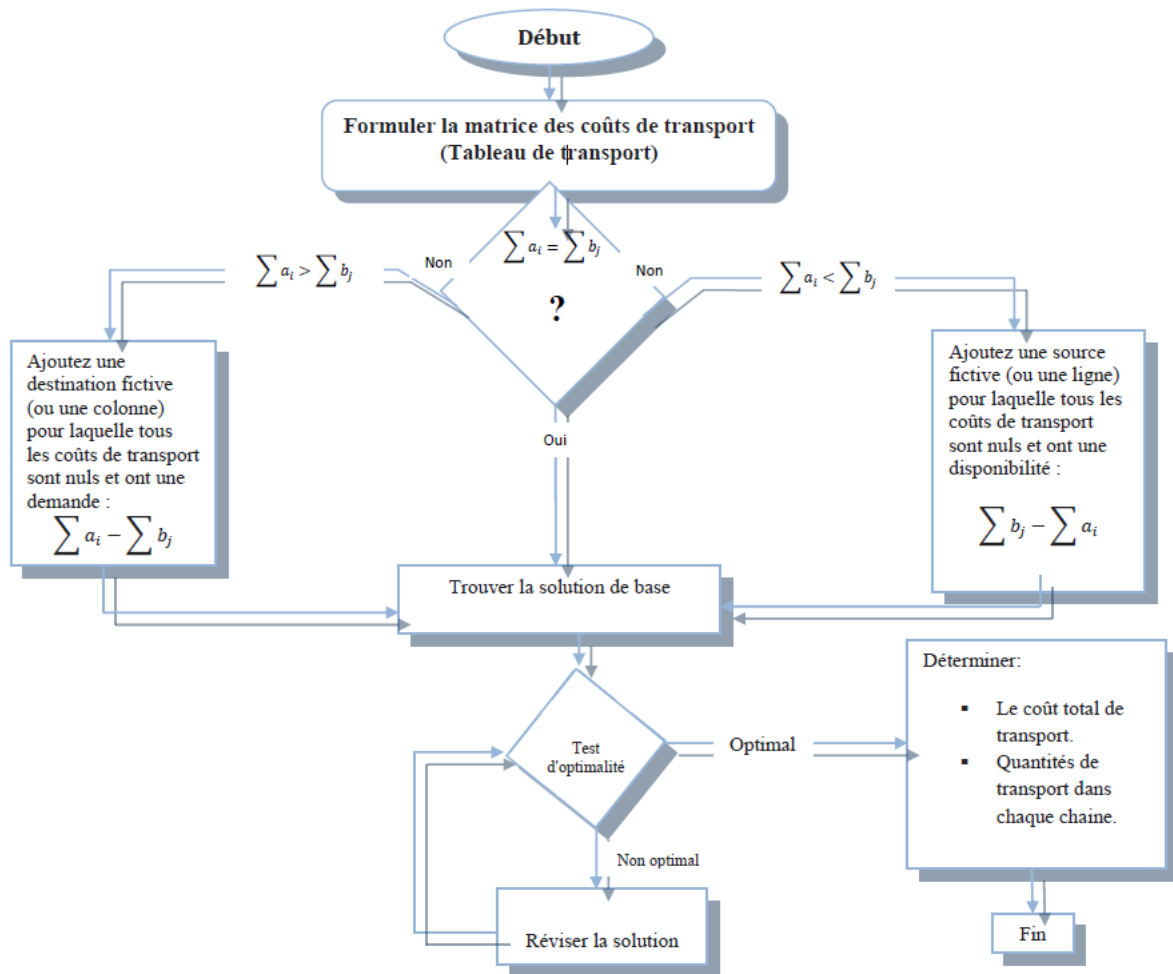 Début
Formuler la matrice des coûts de transport
(Tableau de transport)
∑ aᵢ = ∑ bⱼ
?
Non
Non
∑ aᵢ > ∑ bⱼ
∑ aᵢ < ∑ bⱼ
Ajoutez une
destination fictive
(ou une colonne)
pour laquelle tous
les coûts de transport
sont nuls et ont une
demande :
∑ aᵢ − ∑ bⱼ
Ajoutez une source
fictive (ou une ligne)
pour laquelle tous les
coûts de transport
sont nuls et ont une
disponibilité :
∑ bⱼ − ∑ aᵢ
Oui
Trouver la solution de base
Test
d'optimalité
Optimal
Déterminer:
▪ Le coût total de
transport.
▪ Quantités de
transport dans
chaque chaine.
Non optimal
Réviser la solution
Fin